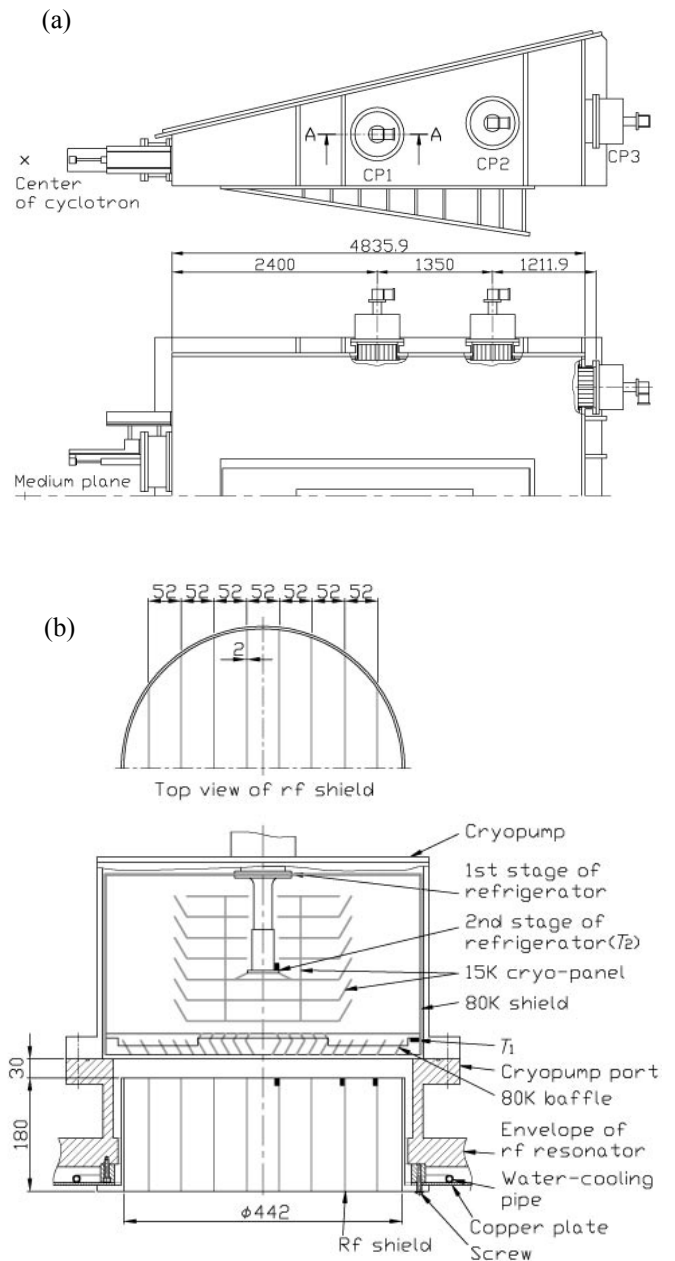 (a)
A
A
CP1
CP2
CP3
×
Center
of cyclotron
4835.9
2400
1350
1211.9
Medium plane
(b)
52 52 52 52 52 52 52
2
Top view of rf shield
Cryopump
1st stage of
refrigerator
2nd stage of
refrigerator(T2)
15K cryo-panel
80K shield
T1
30
Cryopump port
80K baffle
180
Envelope of
rf resonator
Water-cooling
pipe
ϕ442
Copper plate
Rf shield
Screw